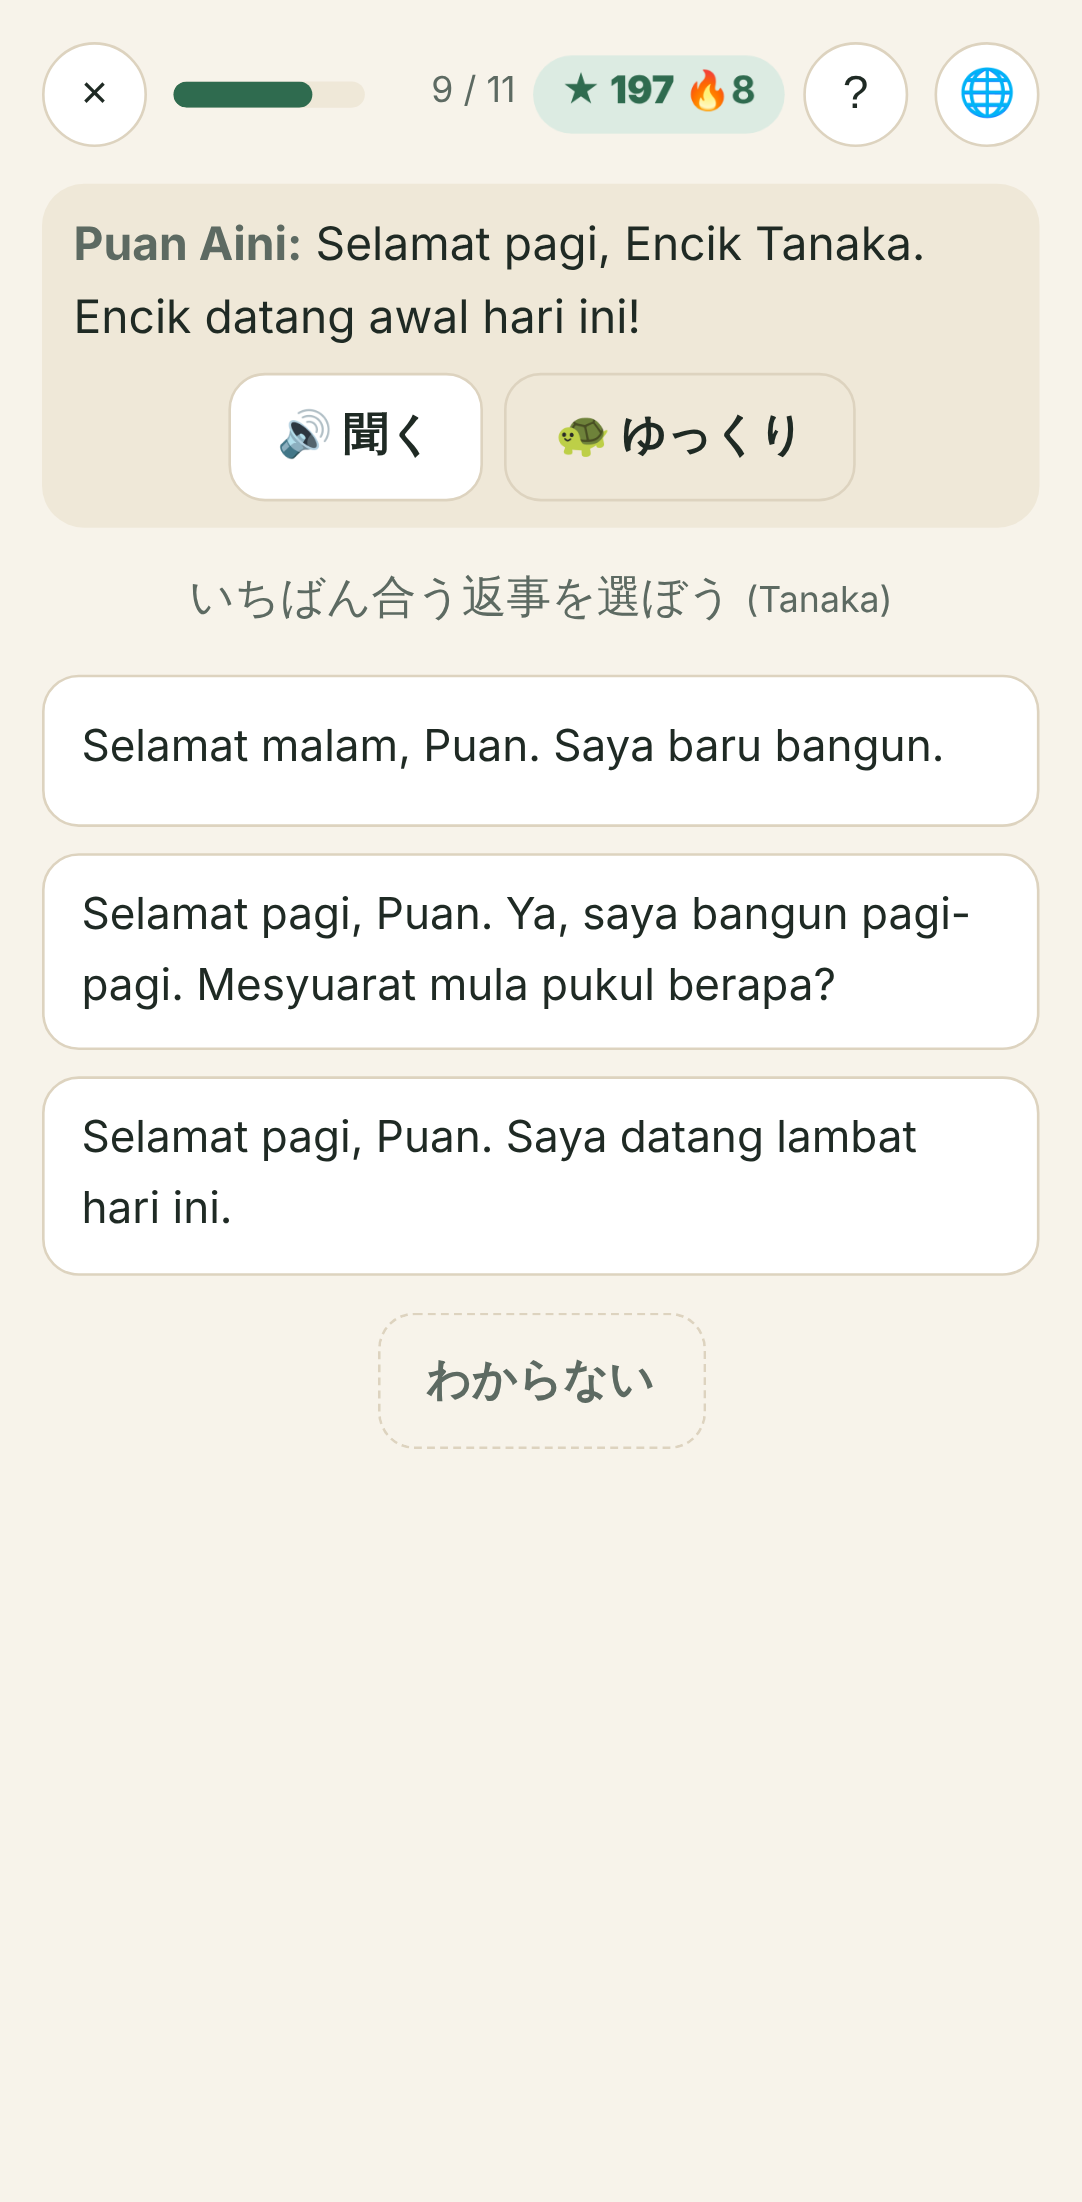 ×
9 / 11
★ 197 🔥8
?
🌐
Puan Aini: Selamat pagi, Encik Tanaka.
Encik datang awal hari ini!
🔊 聞く
🐢 ゆっくり
いちばん合う返事を選ぼう (Tanaka)
Selamat malam, Puan. Saya baru bangun.
Selamat pagi, Puan. Ya, saya bangun pagi-
pagi. Mesyuarat mula pukul berapa?
Selamat pagi, Puan. Saya datang lambat
hari ini.
わからない